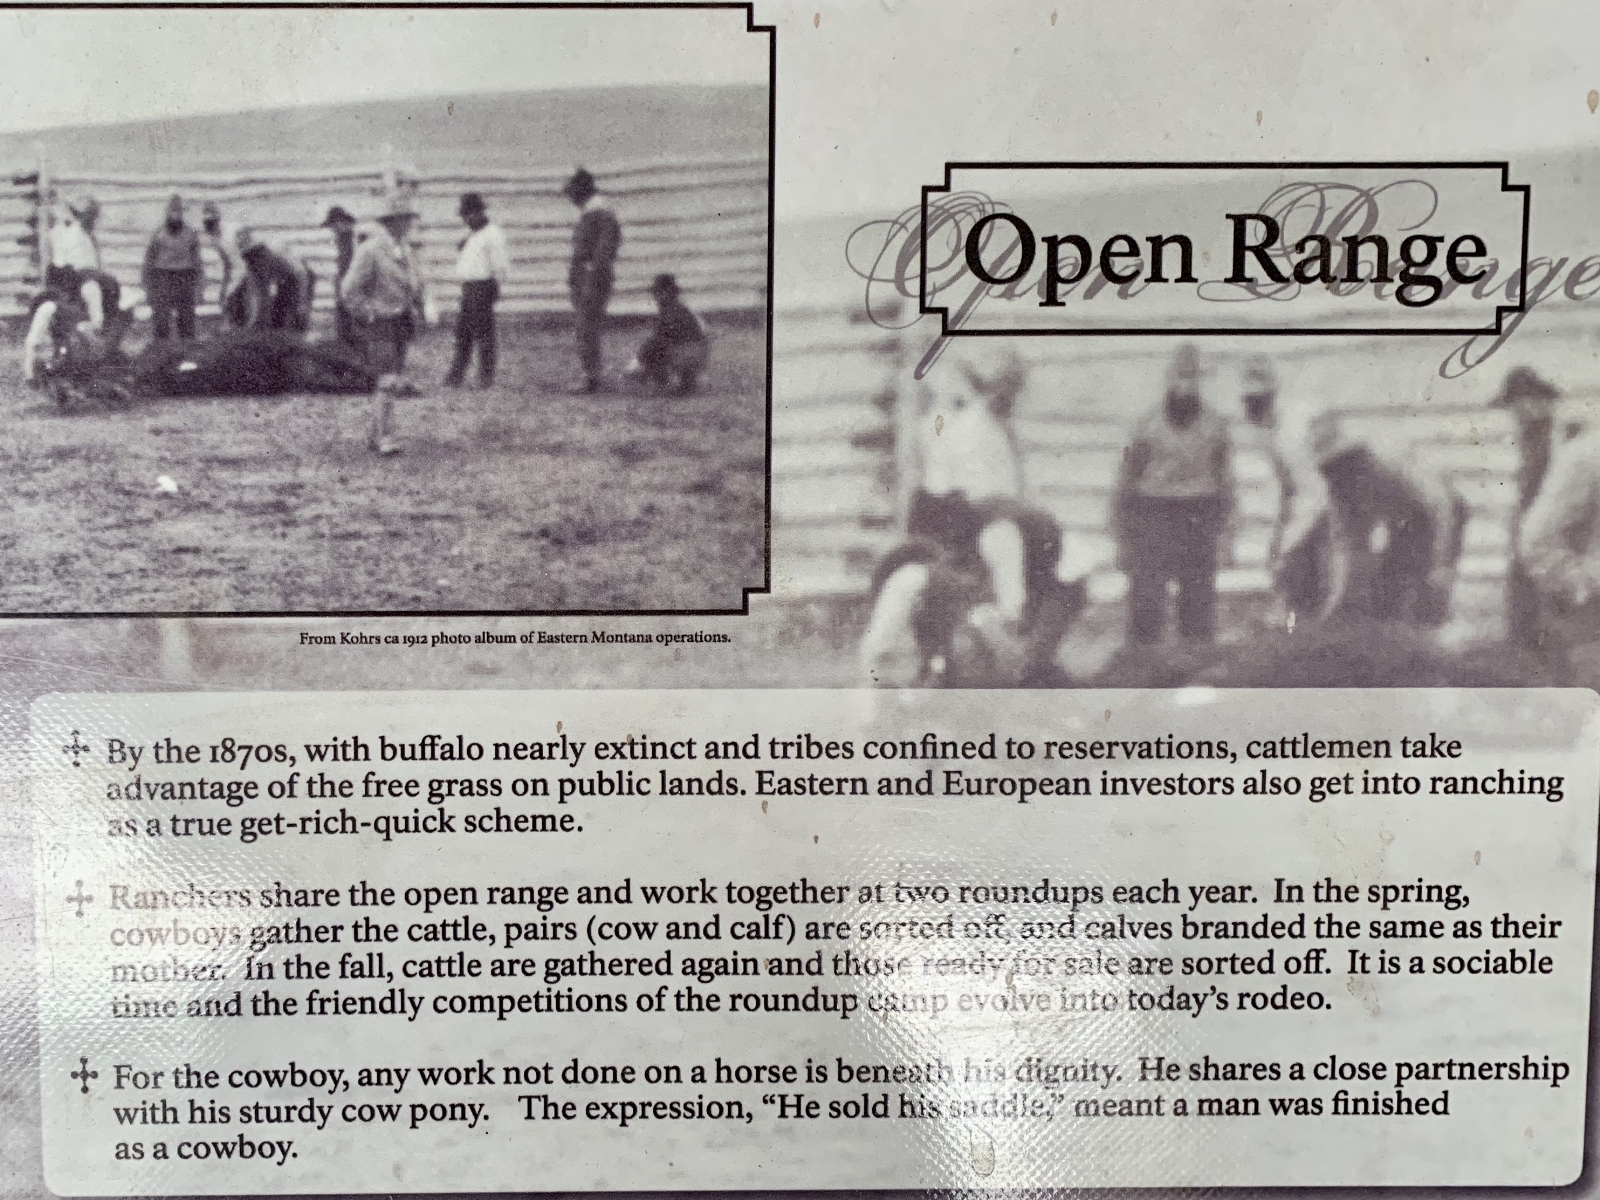 Open Range
Open Range
From Kohrs ca 1912 photo album of Eastern Montana operations.
By the 1870s, with buffalo nearly extinct and tribes confined to reservations, cattlemen take
advantage of the free grass on public lands. Eastern and European investors also get into ranching
as a true get-rich-quick scheme.
Ranchers share the open range and work together at two roundups each year. In the spring,
cowboys gather the cattle, pairs (cow and calf) are sorted off, and calves branded the same as their
mother. In the fall, cattle are gathered again and those ready for sale are sorted off. It is a sociable
time and the friendly competitions of the roundup camp evolve into today's rodeo.
For the cowboy, any work not done on a horse is beneath his dignity. He shares a close partnership
with his sturdy cow pony. The expression, “He sold his saddle,” meant a man was finished
as a cowboy.